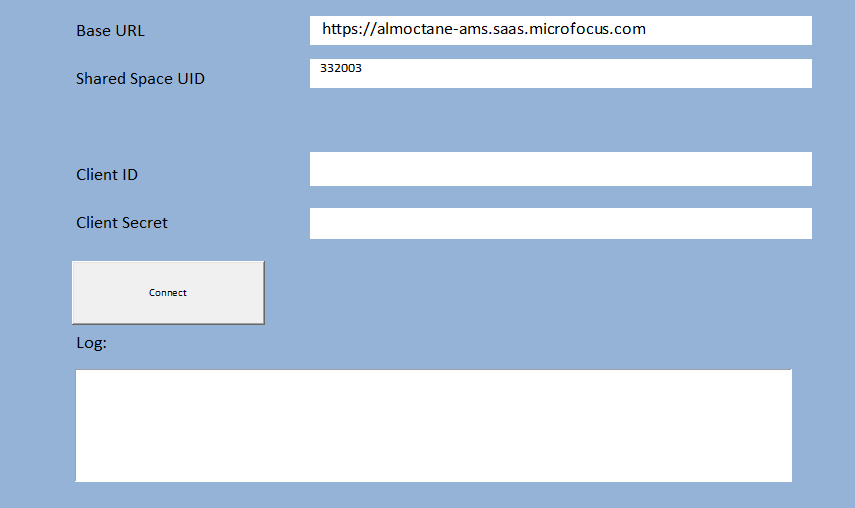 Base URL https://almoctane-ams.saas.microfocus.com
Shared Space UID 332003
Client ID
Client Secret
Connect
Log: